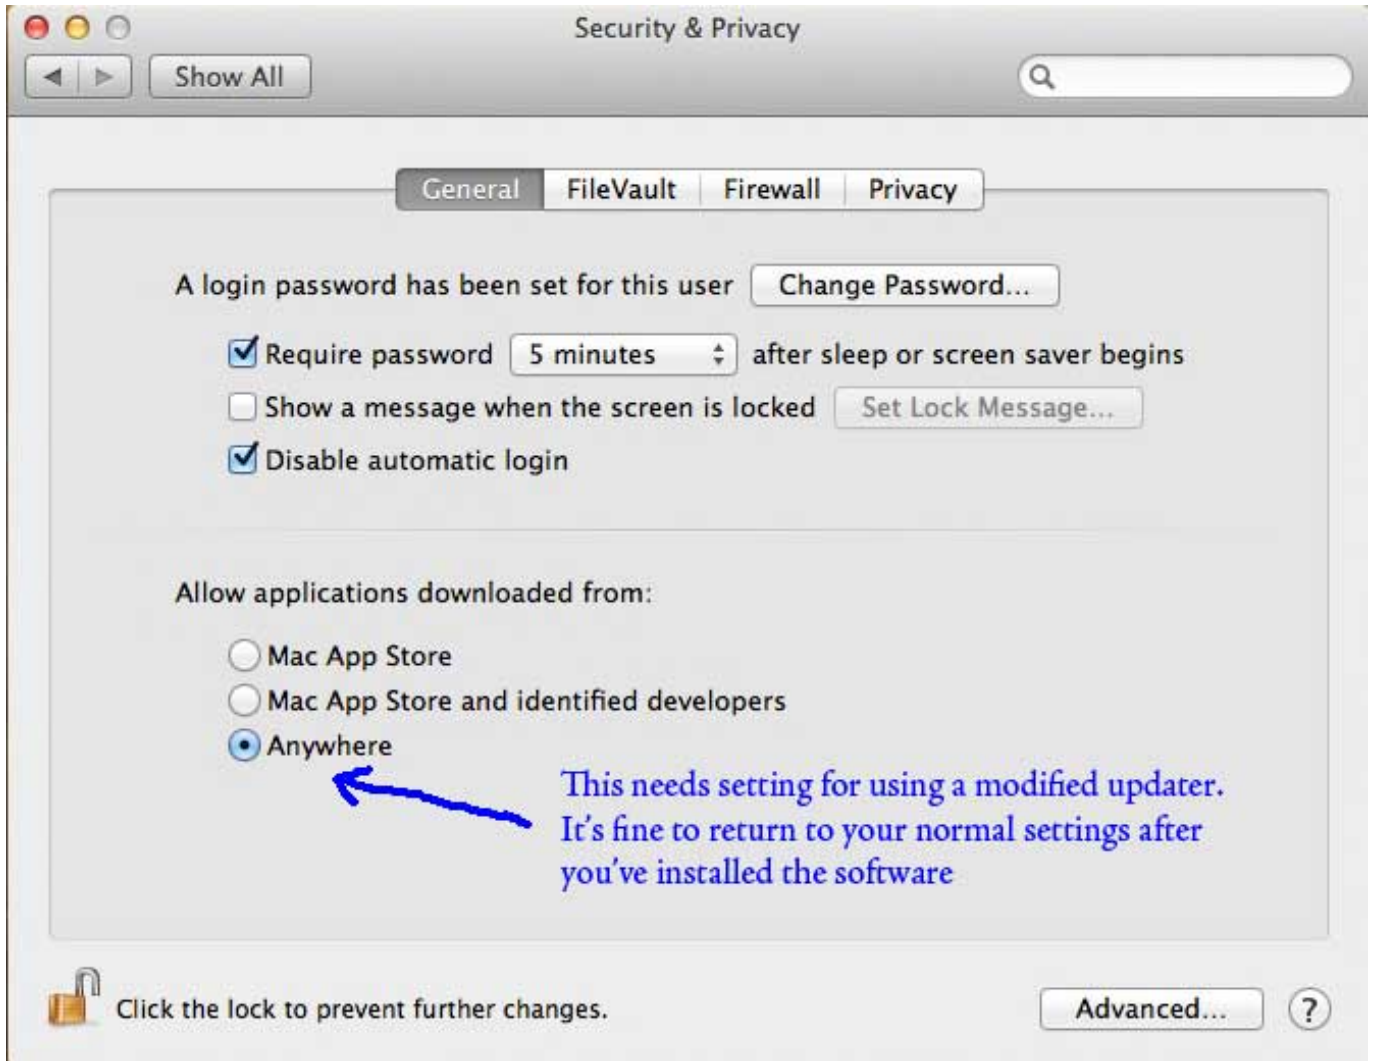 Security & Privacy
Show All
General FileVault Firewall Privacy
A login password has been set for this user Change Password...
Require password 5 minutes after sleep or screen saver begins
Show a message when the screen is locked Set Lock Message...
Disable automatic login
Allow applications downloaded from:
Mac App Store
Mac App Store and identified developers
Anywhere
This needs setting for using a modified updater.
It's fine to return to your normal settings after
you've installed the software
Click the lock to prevent further changes. Advanced... ?